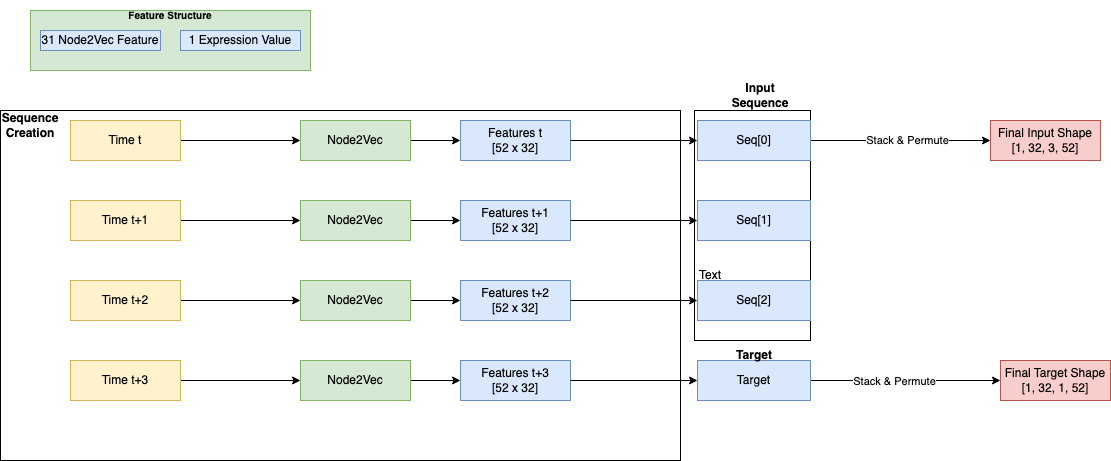 Feature Structure
31 Node2Vec Feature
1 Expression Value
Input
Sequence
Sequence
Creation
Time t
Node2Vec
Features t
[52 x 32]
Seq[0]
Stack & Permute
Final Input Shape
[1, 32, 3, 52]
Time t+1
Node2Vec
Features t+1
[52 x 32]
Seq[1]
Text
Time t+2
Node2Vec
Features t+2
[52 x 32]
Seq[2]
Target
Time t+3
Node2Vec
Features t+3
[52 x 32]
Target
Stack & Permute
Final Target Shape
[1, 32, 1, 52]